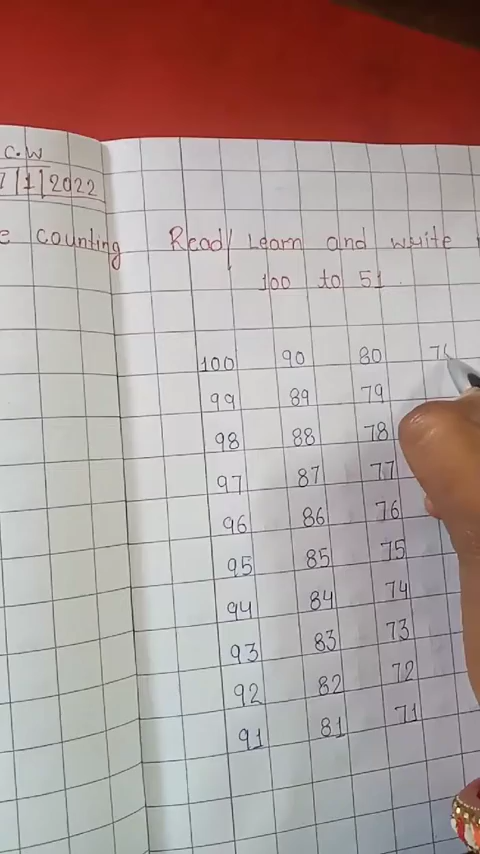 C.W
7/1/2022
e counting
Read/ Learn and write
100 to 51.
100 90 80
99 89 79
98 88 78
97 87 77
96 86 76
95 85 75
94 84 74
93 83 73
92 82 72
91 81 71